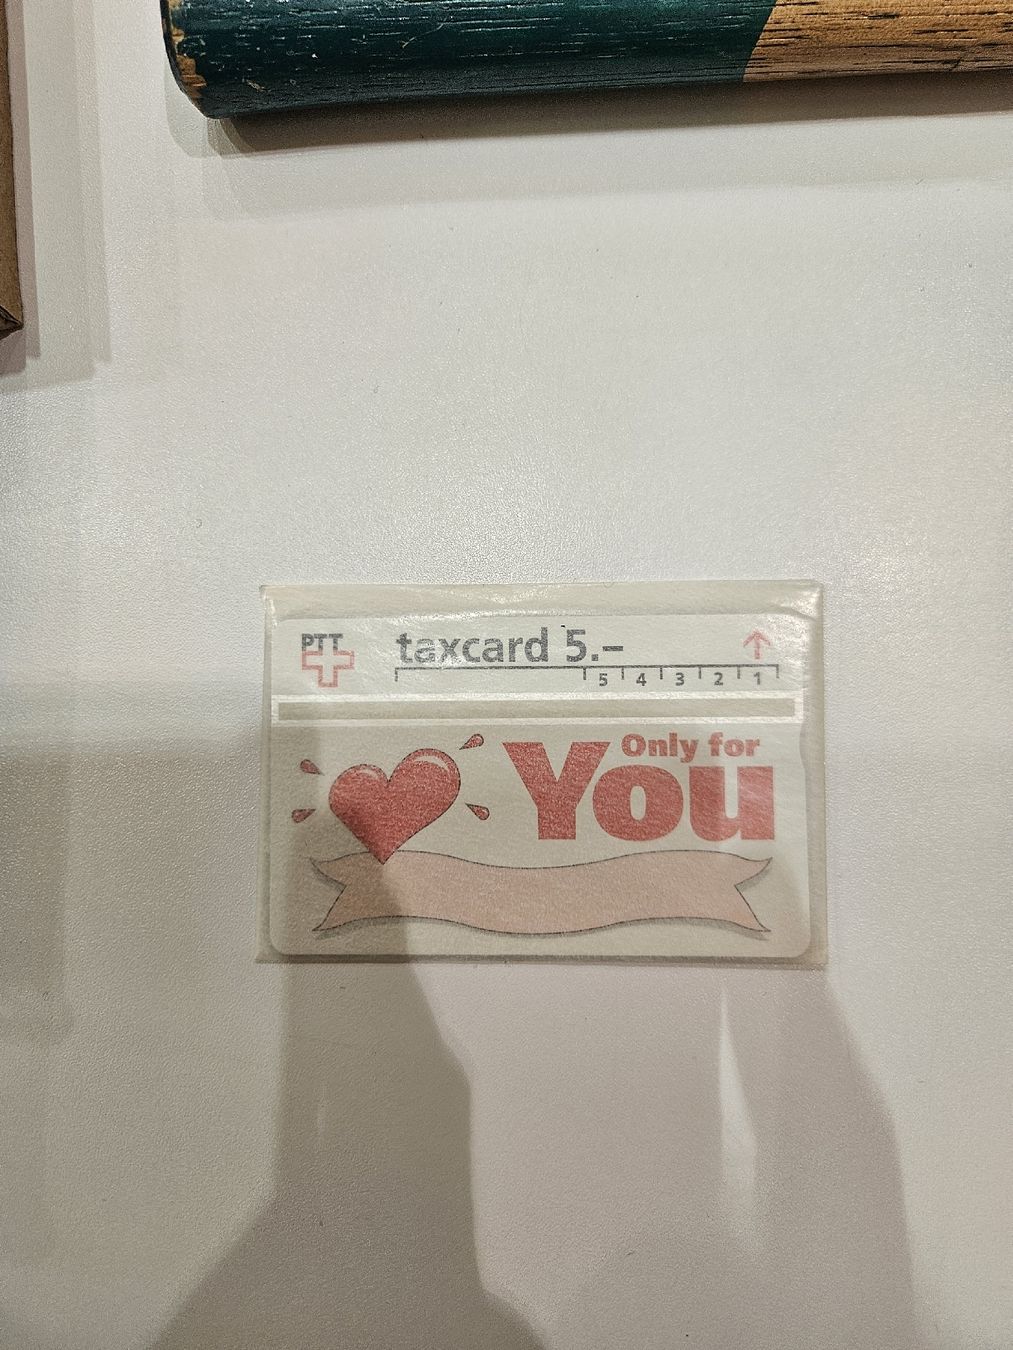 PTT
taxcard 5.–
5 4 3 2 1
Only for
You